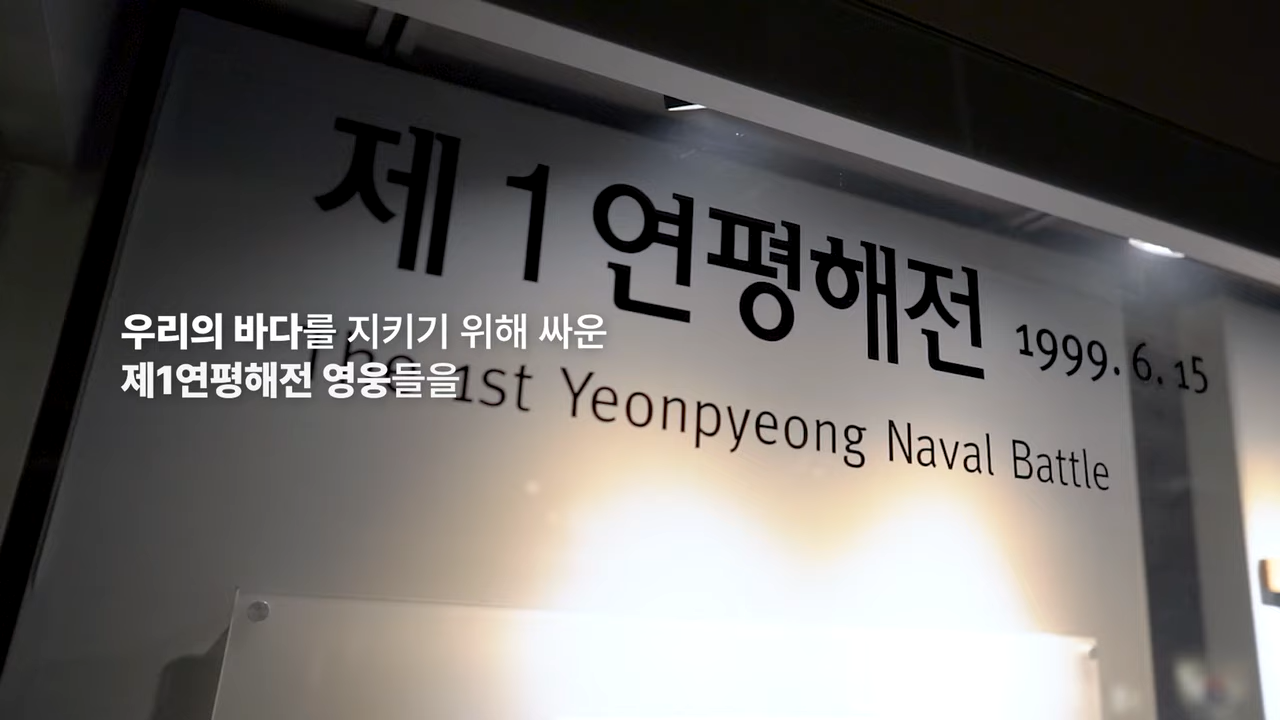 제 1 연평해전 1999. 6. 15
The 1st Yeonpyeong Naval Battle
우리의 바다를 지키기 위해 싸운
제1연평해전 영웅들을